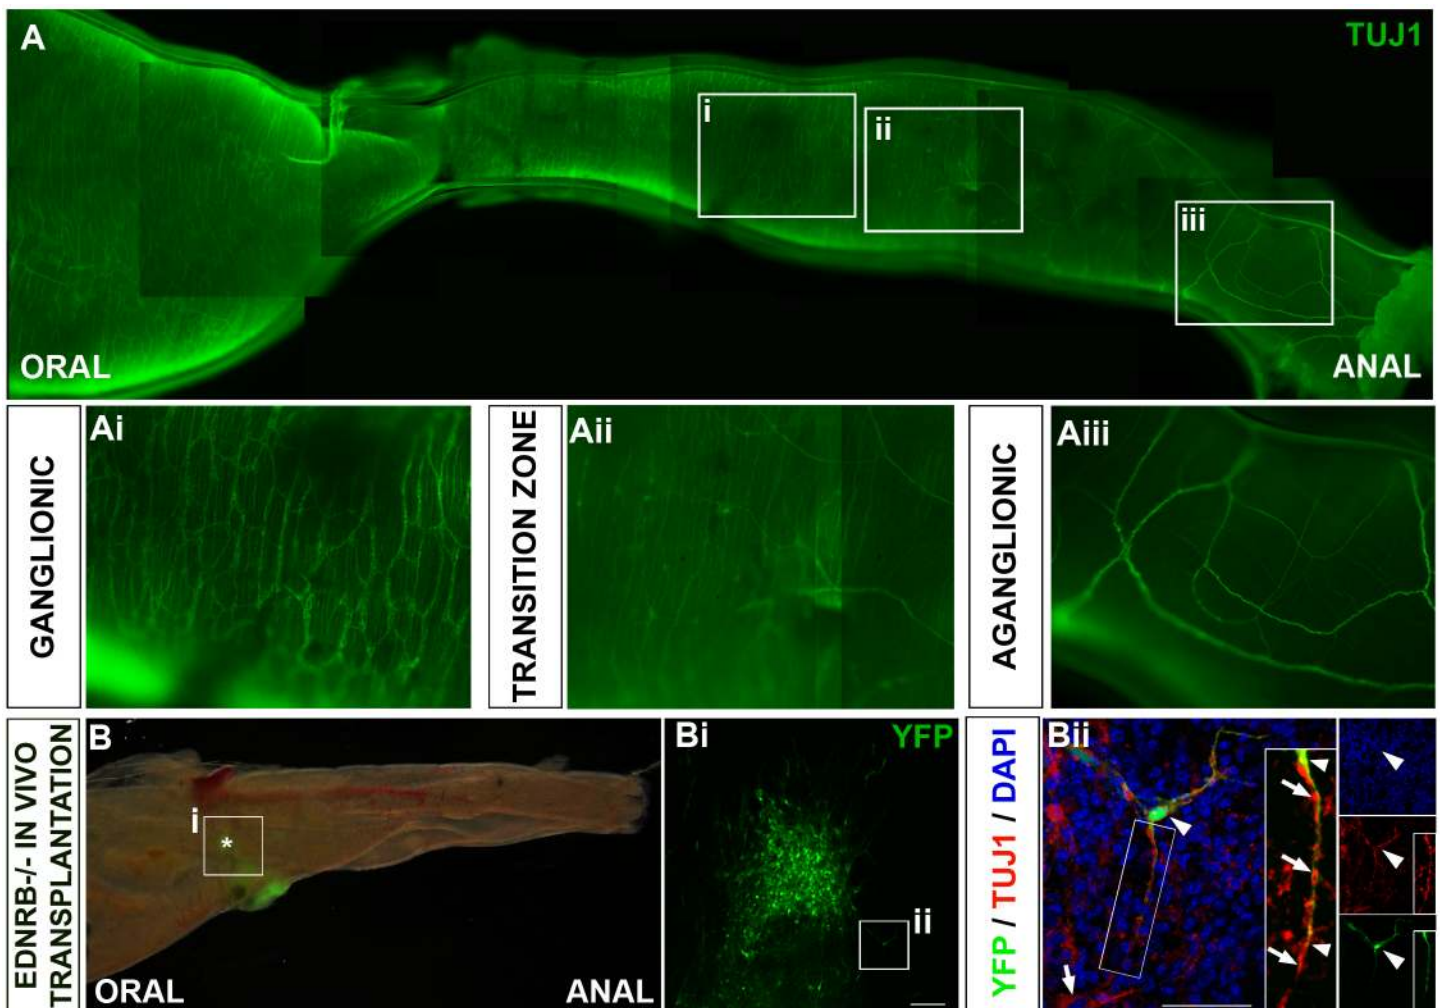 A
TUJ1
i
ii
iii
ORAL
ANAL
GANGLIONIC
Ai
TRANSITION ZONE
Aii
AGANGLIONIC
Aiii
EDNRB-/- IN VIVO
TRANSPLANTATION
B
i
*
ORAL
ANAL
Bi
YFP
ii
YFP / TUJ1 / DAPI
Bii